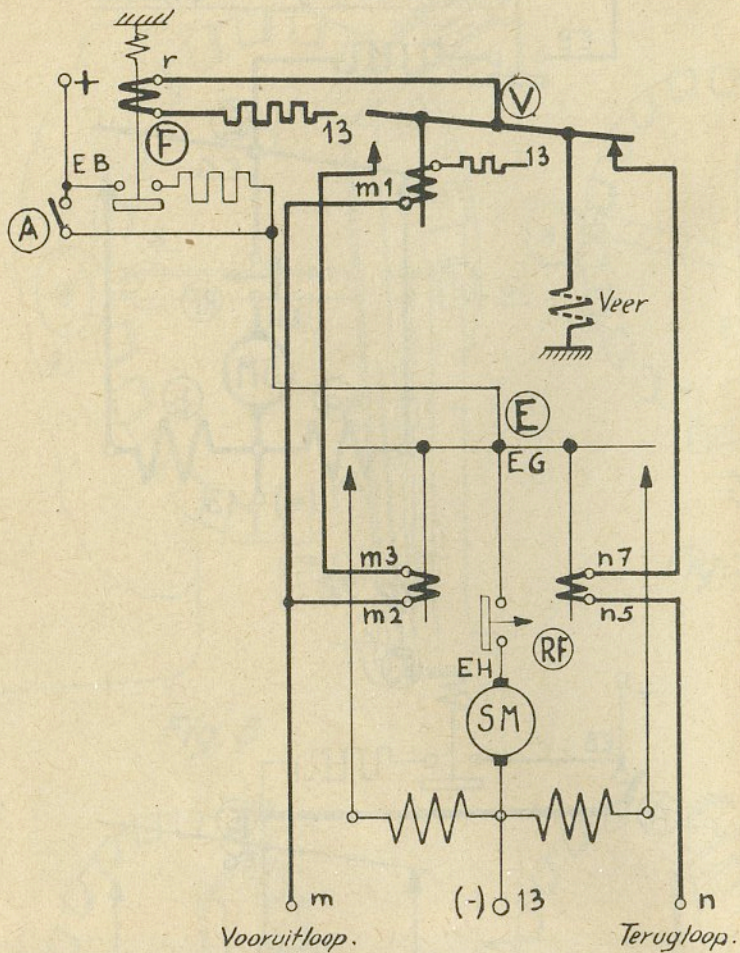 r
+
V
F
13
13
EB
m1
A
Veer
E
EG
m3
n7
m2
n5
RF
EH
SM
m
(-) 13
n
Vooruitloop.
Terugloop.